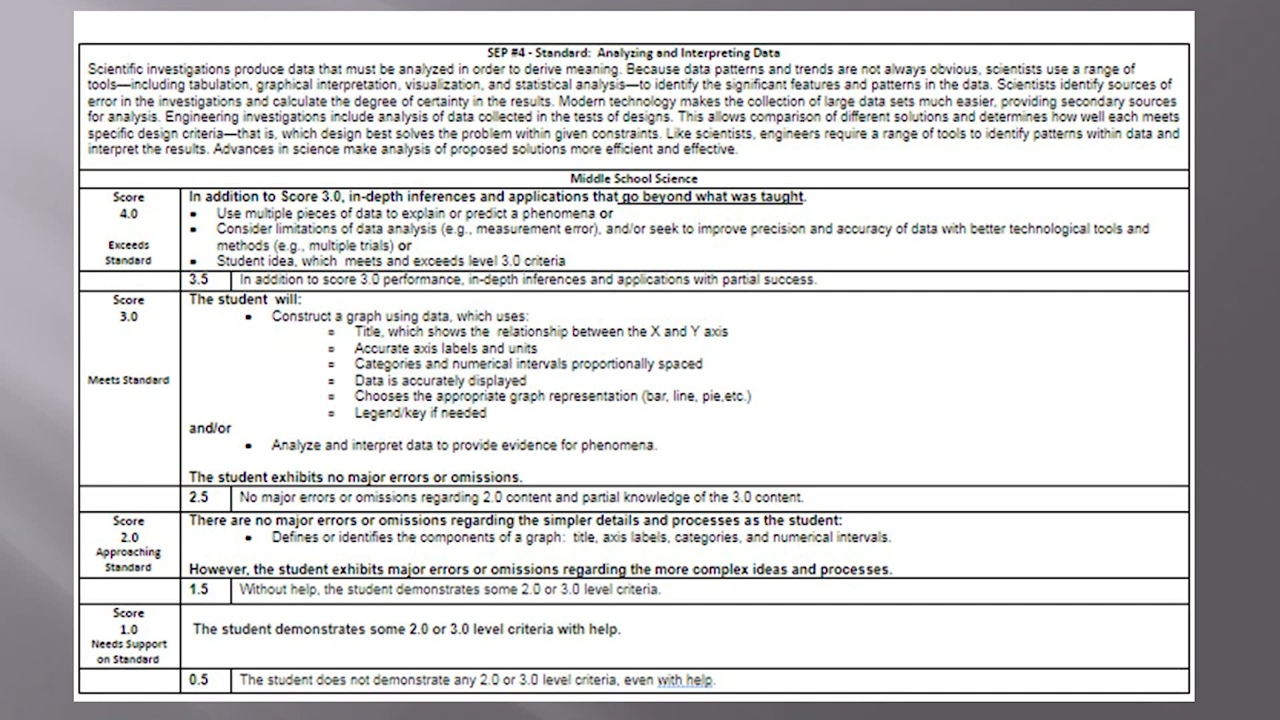 SEP #4 - Standard: Analyzing and Interpreting Data
Scientific investigations produce data that must be analyzed in order to derive meaning. Because data patterns and trends are not always obvious, scientists use a range of
tools—including tabulation, graphical interpretation, visualization, and statistical analysis—to identify the significant features and patterns in the data. Scientists identify sources of
error in the investigations and calculate the degree of certainty in the results. Modern technology makes the collection of large data sets much easier, providing secondary sources
for analysis. Engineering investigations include analysis of data collected in the tests of designs. This allows comparison of different solutions and determines how well each meets
specific design criteria—that is, which design best solves the problem within given constraints. Like scientists, engineers require a range of tools to identify patterns within data and
interpret the results. Advances in science make analysis of proposed solutions more efficient and effective.
Middle School Science
Score
4.0
Exceeds
Standard
In addition to Score 3.0, in-depth inferences and applications that go beyond what was taught.
• Use multiple pieces of data to explain or predict a phenomena or
• Consider limitations of data analysis (e.g., measurement error), and/or seek to improve precision and accuracy of data with better technological tools and
methods (e.g., multiple trials) or
• Student idea, which meets and exceeds level 3.0 criteria
3.5 In addition to score 3.0 performance, in-depth inferences and applications with partial success.
Score
3.0
Meets Standard
The student will:
• Construct a graph using data, which uses:
▫ Title, which shows the relationship between the X and Y axis
▫ Accurate axis labels and units
▫ Categories and numerical intervals proportionally spaced
▫ Data is accurately displayed
▫ Chooses the appropriate graph representation (bar, line, pie,etc.)
▫ Legend/key if needed
and/or
• Analyze and interpret data to provide evidence for phenomena.
The student exhibits no major errors or omissions.
2.5 No major errors or omissions regarding 2.0 content and partial knowledge of the 3.0 content.
Score
2.0
Approaching
Standard
There are no major errors or omissions regarding the simpler details and processes as the student:
• Defines or identifies the components of a graph: title, axis labels, categories, and numerical intervals.
However, the student exhibits major errors or omissions regarding the more complex ideas and processes.
1.5 Without help, the student demonstrates some 2.0 or 3.0 level criteria.
Score
1.0
Needs Support
on Standard
The student demonstrates some 2.0 or 3.0 level criteria with help.
0.5 The student does not demonstrate any 2.0 or 3.0 level criteria, even with help.